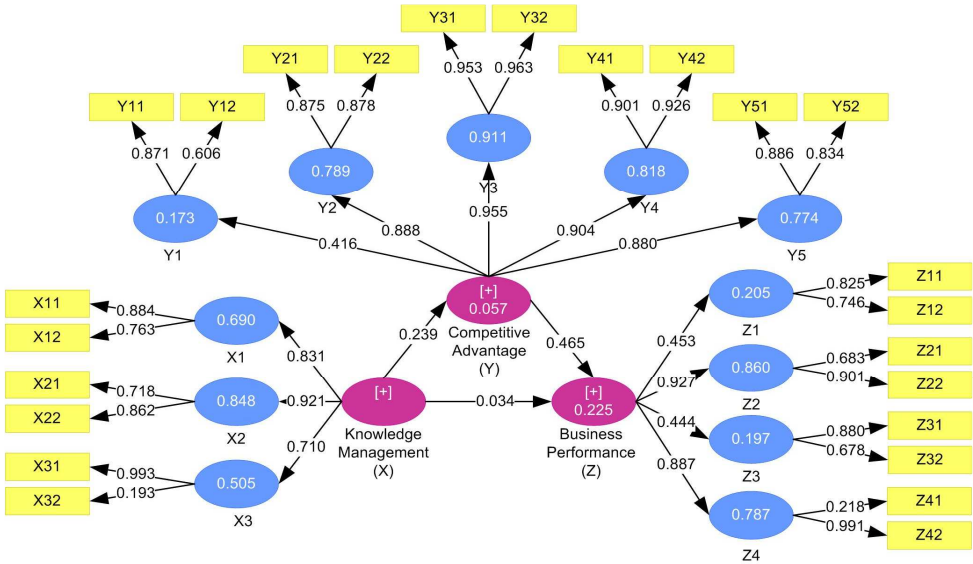 Y31
Y32
0.953
0.963
Y21
Y22
0.875
0.878
Y41
Y42
0.901
0.926
Y11
Y12
0.871
0.606
Y51
Y52
0.886
0.834
0.911
Y3
0.789
Y2
0.818
Y4
0.173
Y1
0.774
Y5
0.955
0.888
0.904
0.416
0.880
[+]
0.057
Competitive
Advantage
(Y)
X11
X12
0.884
0.763
0.690
X1
0.831
0.239
0.465
X21
X22
0.718
0.862
0.848
X2
0.921
[+]
Knowledge
Management
(X)
0.034
[+]
0.225
Business
Performance
(Z)
X31
X32
0.993
0.193
0.505
X3
0.710
0.453
0.205
Z1
0.825
0.746
Z11
Z12
0.927
0.860
Z2
0.683
0.901
Z21
Z22
0.444
0.197
Z3
0.880
0.678
Z31
Z32
0.887
0.787
Z4
0.218
0.991
Z41
Z42